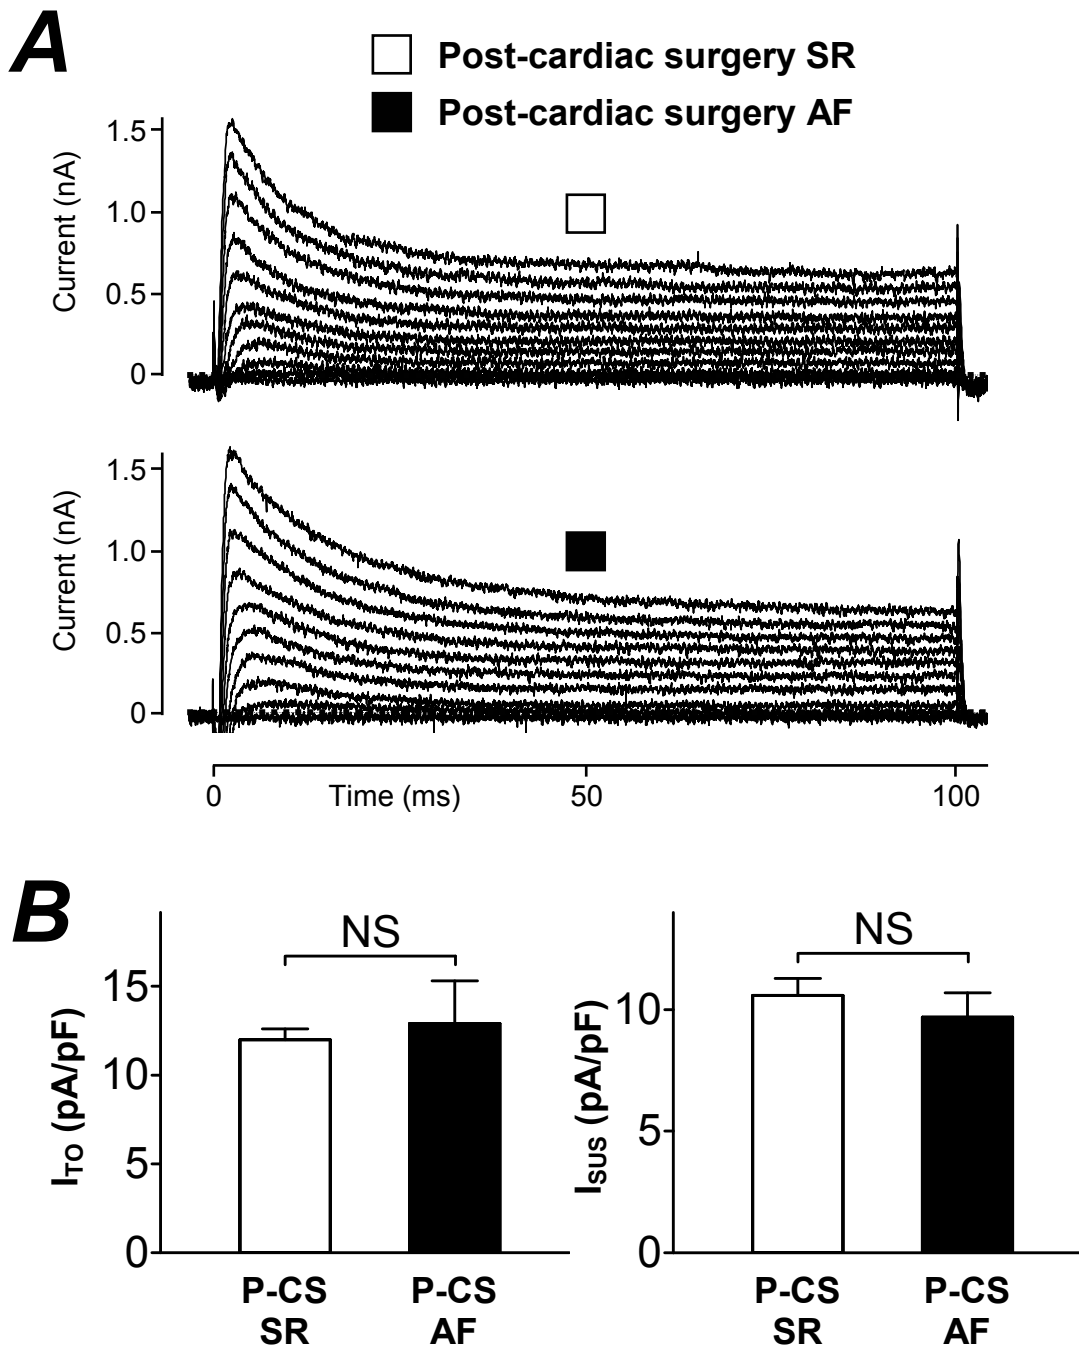 A
Post-cardiac surgery SR
Post-cardiac surgery AF
Current (nA)
1.5
1.0
0.5
0
Current (nA)
1.5
1.0
0.5
0
0 Time (ms) 50 100
B
NS
I_TO (pA/pF)
15
10
5
0
P-CS P-CS
SR AF
NS
I_SUS (pA/pF)
10
5
0
P-CS P-CS
SR AF